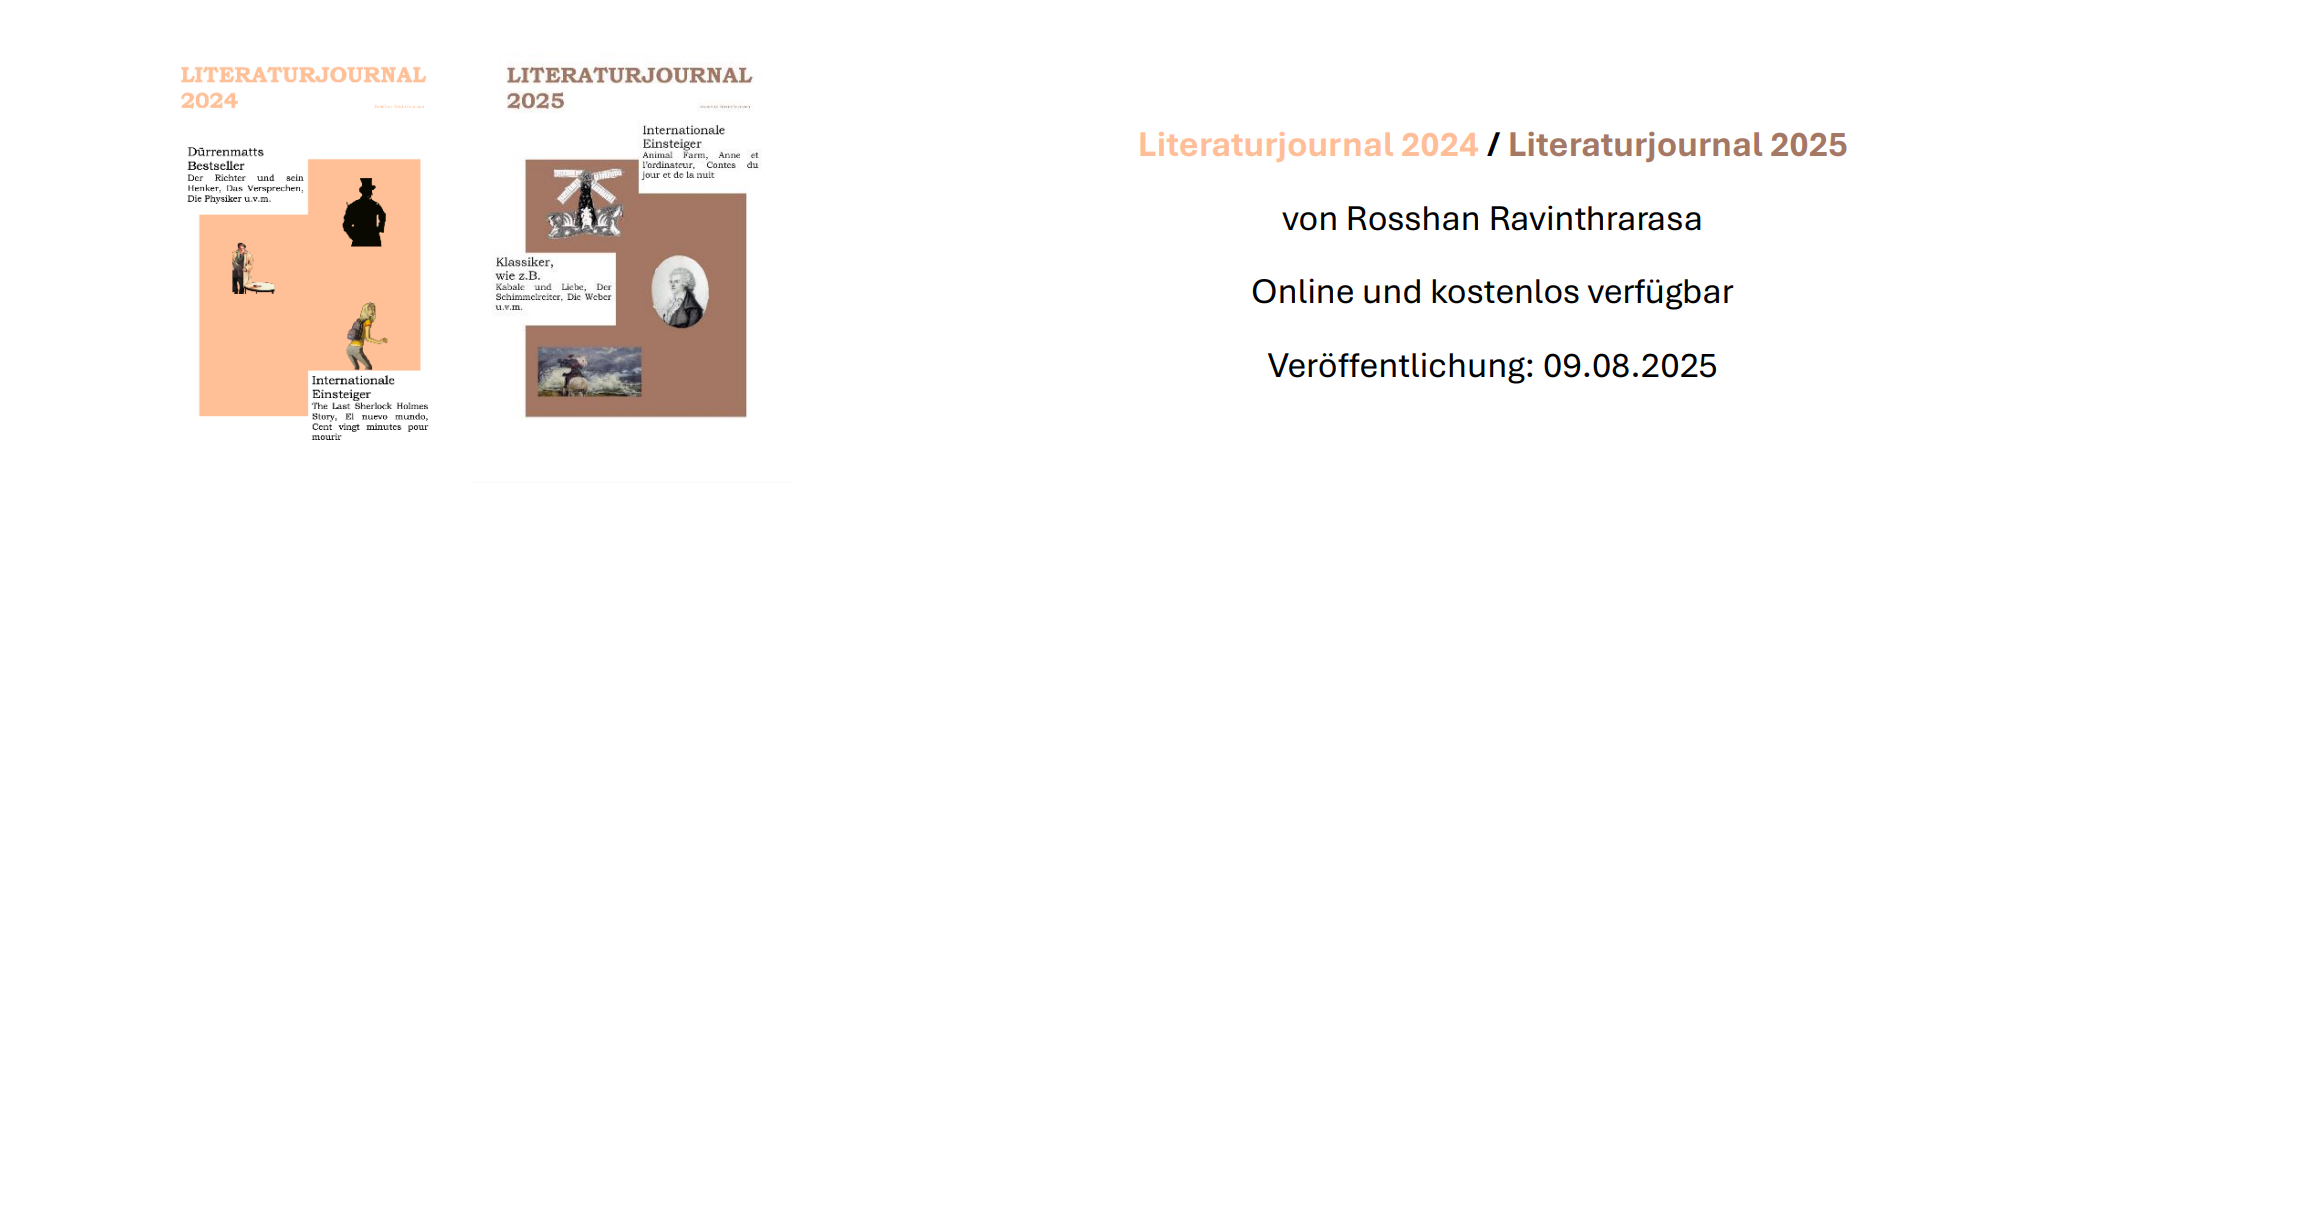 LITERATURJOURNAL
2024
Dürrenmatts
Bestseller
Der Richter und sein
Henker, Das Versprechen,
Die Physiker u.v.m.
Internationale
Einsteiger
The Last Sherlock Holmes
Story, El nuevo mundo,
Cent vingt minutes pour
mourir
LITERATURJOURNAL
2025
Internationale
Einsteiger
Animal Farm, Anne et
l'ordinateur, Contes du
jour et de la nuit
Klassiker,
wie z.B.
Kabale und Liebe, Der
Schimmelreiter, Die Weber
u.v.m.
Literaturjournal 2024 / Literaturjournal 2025
von Rosshan Ravinthrarasa
Online und kostenlos verfügbar
Veröffentlichung: 09.08.2025